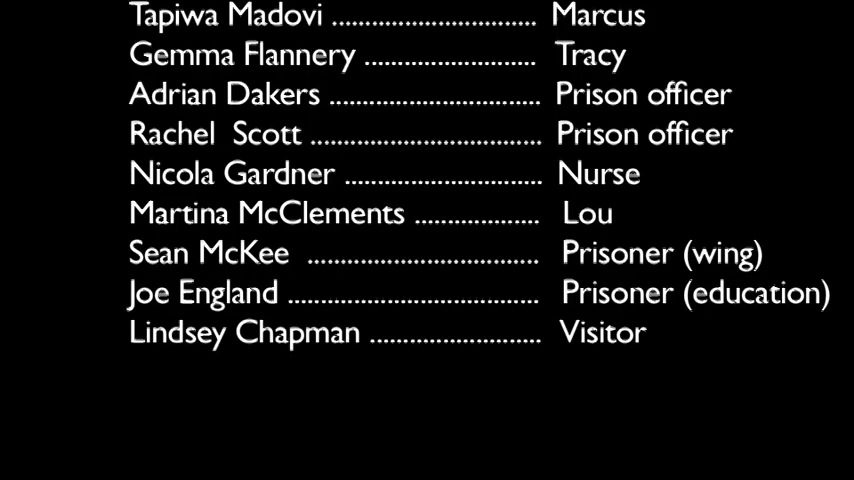 Tapiwa Madovi ............................... Marcus
Gemma Flannery .......................... Tracy
Adrian Dakers ................................ Prison officer
Rachel  Scott ................................... Prison officer
Nicola Gardner .............................. Nurse
Martina McClements ................... Lou
Sean McKee  ................................... Prisoner (wing)
Joe England ...................................... Prisoner (education)
Lindsey Chapman .......................... Visitor